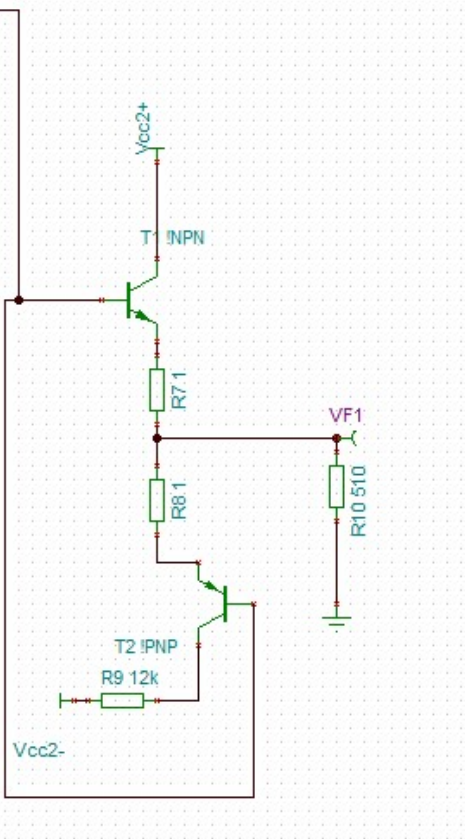 Vcc2+
T1 !NPN
R7 1
VF1
R8 1
R10 510
T2 !PNP
R9 12k
Vcc2-